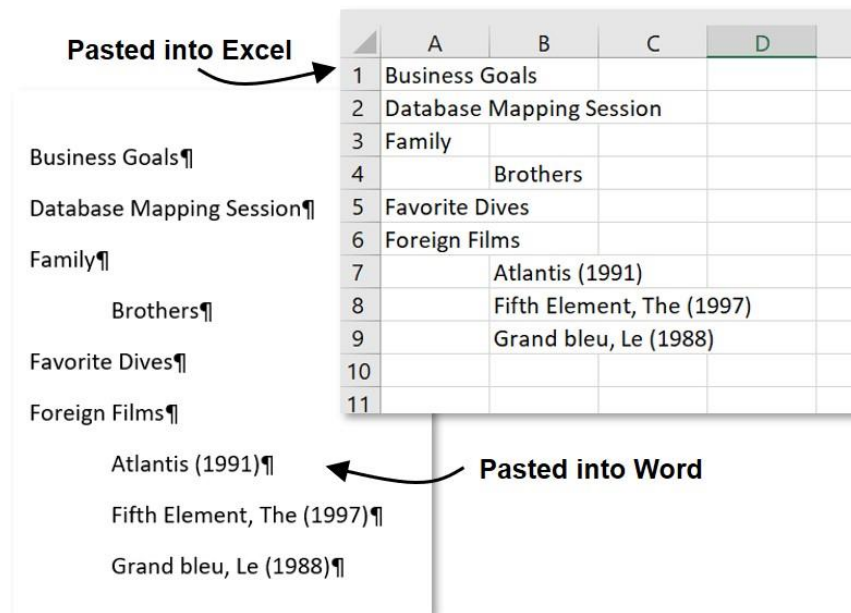 Pasted into Excel
A B C D
1 Business Goals
2 Database Mapping Session
3 Family
4 Brothers
5 Favorite Dives
6 Foreign Films
7 Atlantis (1991)
8 Fifth Element, The (1997)
9 Grand bleu, Le (1988)
10
11
Business Goals¶
Database Mapping Session¶
Family¶
Brothers¶
Favorite Dives¶
Foreign Films¶
Atlantis (1991)¶
Fifth Element, The (1997)¶
Grand bleu, Le (1988)¶
Pasted into Word